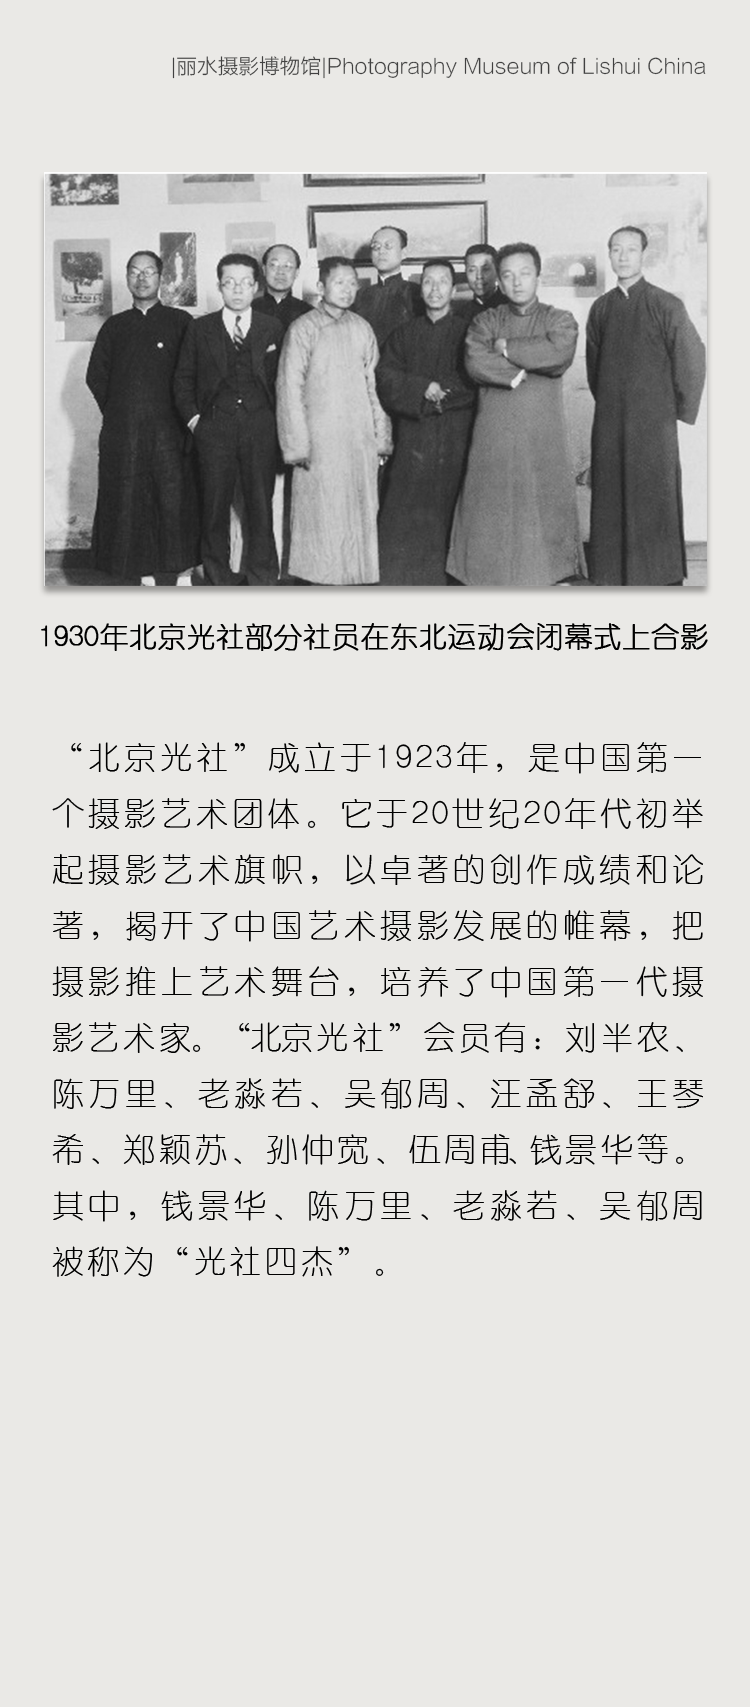 |丽水摄影博物馆|Photography Museum of Lishui China
1930年北京光社部分社员在东北运动会闭幕式上合影
“北京光社”成立于1923年，是中国第一
个摄影艺术团体。它于20世纪20年代初举
起摄影艺术旗帜，以卓著的创作成绩和论
著，揭开了中国艺术摄影发展的帷幕，把
摄影推上艺术舞台，培养了中国第一代摄
影艺术家。“北京光社”会员有：刘半农、
陈万里、老淼若、吴郁周、汪孟舒、王琴
希、郑颖苏、孙仲宽、伍周甫、钱景华等。
其中，钱景华、陈万里、老淼若、吴郁周
被称为“光社四杰”。